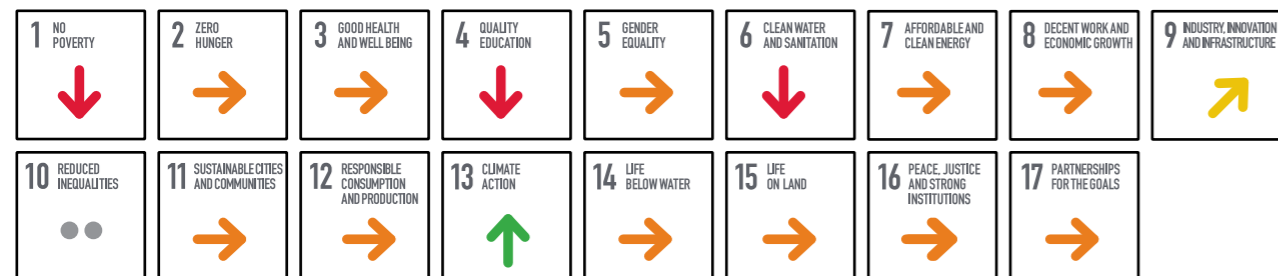 1 NO
POVERTY
2 ZERO
HUNGER
3 GOOD HEALTH
AND WELL BEING
4 QUALITY
EDUCATION
5 GENDER
EQUALITY
6 CLEAN WATER
AND SANITATION
7 AFFORDABLE AND
CLEAN ENERGY
8 DECENT WORK AND
ECONOMIC GROWTH
9 INDUSTRY, INNOVATION
AND INFRASTRUCTURE
10 REDUCED
INEQUALITIES
11 SUSTAINABLE CITIES
AND COMMUNITIES
12 RESPONSIBLE
CONSUMPTION
AND PRODUCTION
13 CLIMATE
ACTION
14 LIFE
BELOW WATER
15 LIFE
ON LAND
16 PEACE, JUSTICE
AND STRONG
INSTITUTIONS
17 PARTNERSHIPS
FOR THE GOALS